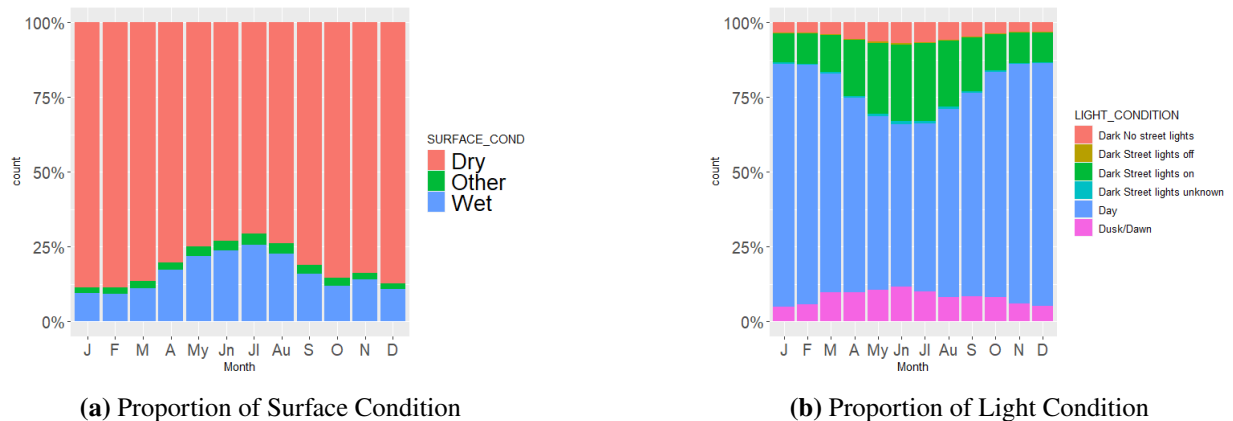 100%
75%
50%
25%
0%
count
J F M A My Jn Jl Au S O N D
Month
SURFACE_COND
Dry
Other
Wet
(a) Proportion of Surface Condition
100%
75%
50%
25%
0%
count
J F M A My Jn Jl Au S O N D
Month
LIGHT_CONDITION
Dark No street lights
Dark Street lights off
Dark Street lights on
Dark Street lights unknown
Day
Dusk/Dawn
(b) Proportion of Light Condition